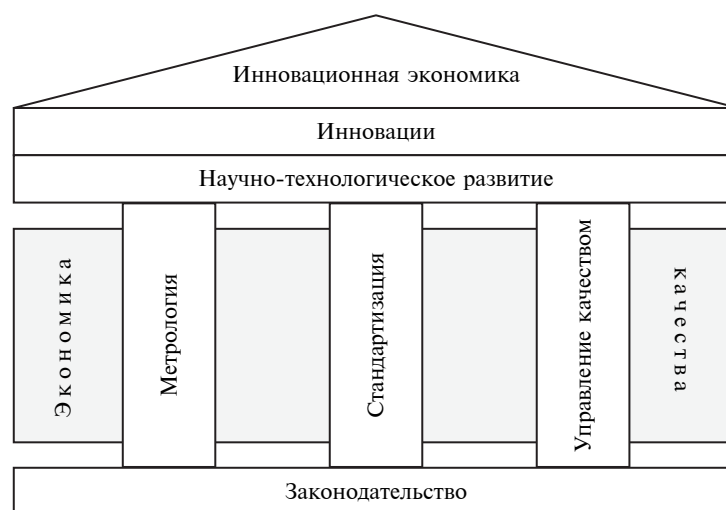 Инновационная экономика
Инновации
Научно-технологическое развитие
Экономика
Метрология
Стандартизация
Управление качеством
качества
Законодательство